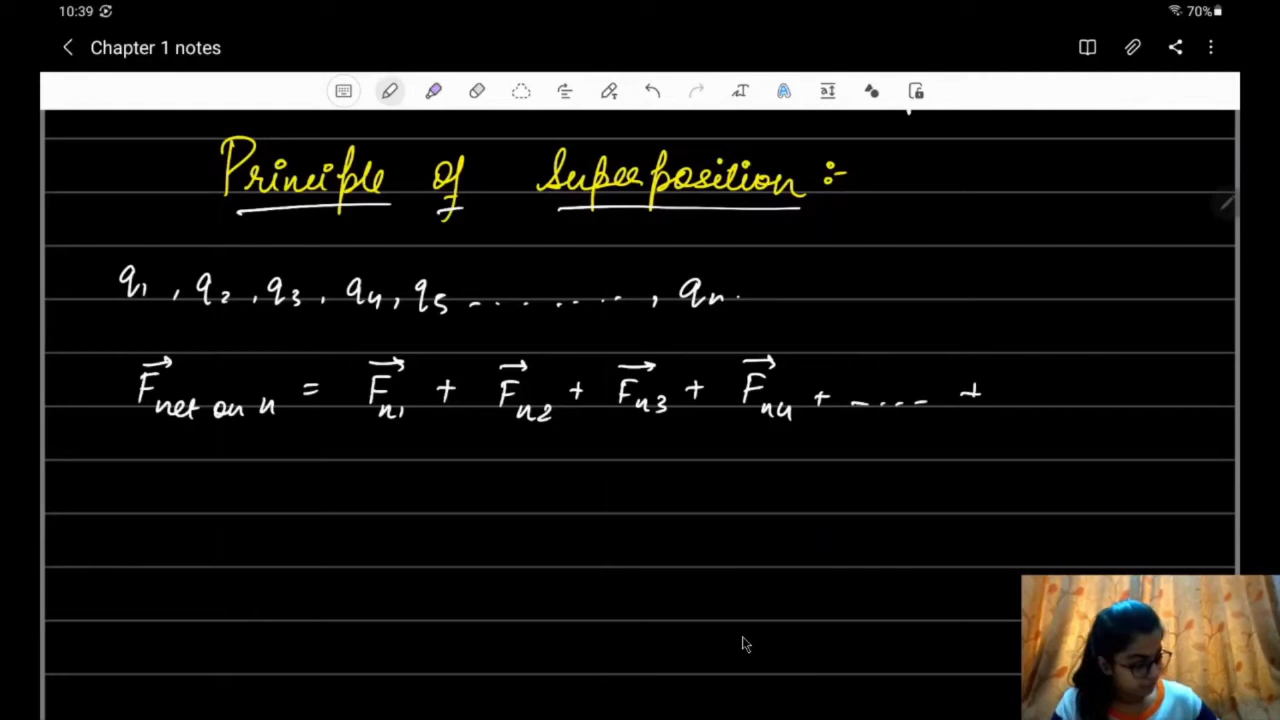 10:39 70%
Chapter 1 notes
Principle of Superposition :-
q1 , q2 , q3 , q4 , q5 - . . . . . . . . , qn .
F⃗net on n = F⃗n1 + F⃗n2 + F⃗n3 + F⃗n4 + - . . . - +